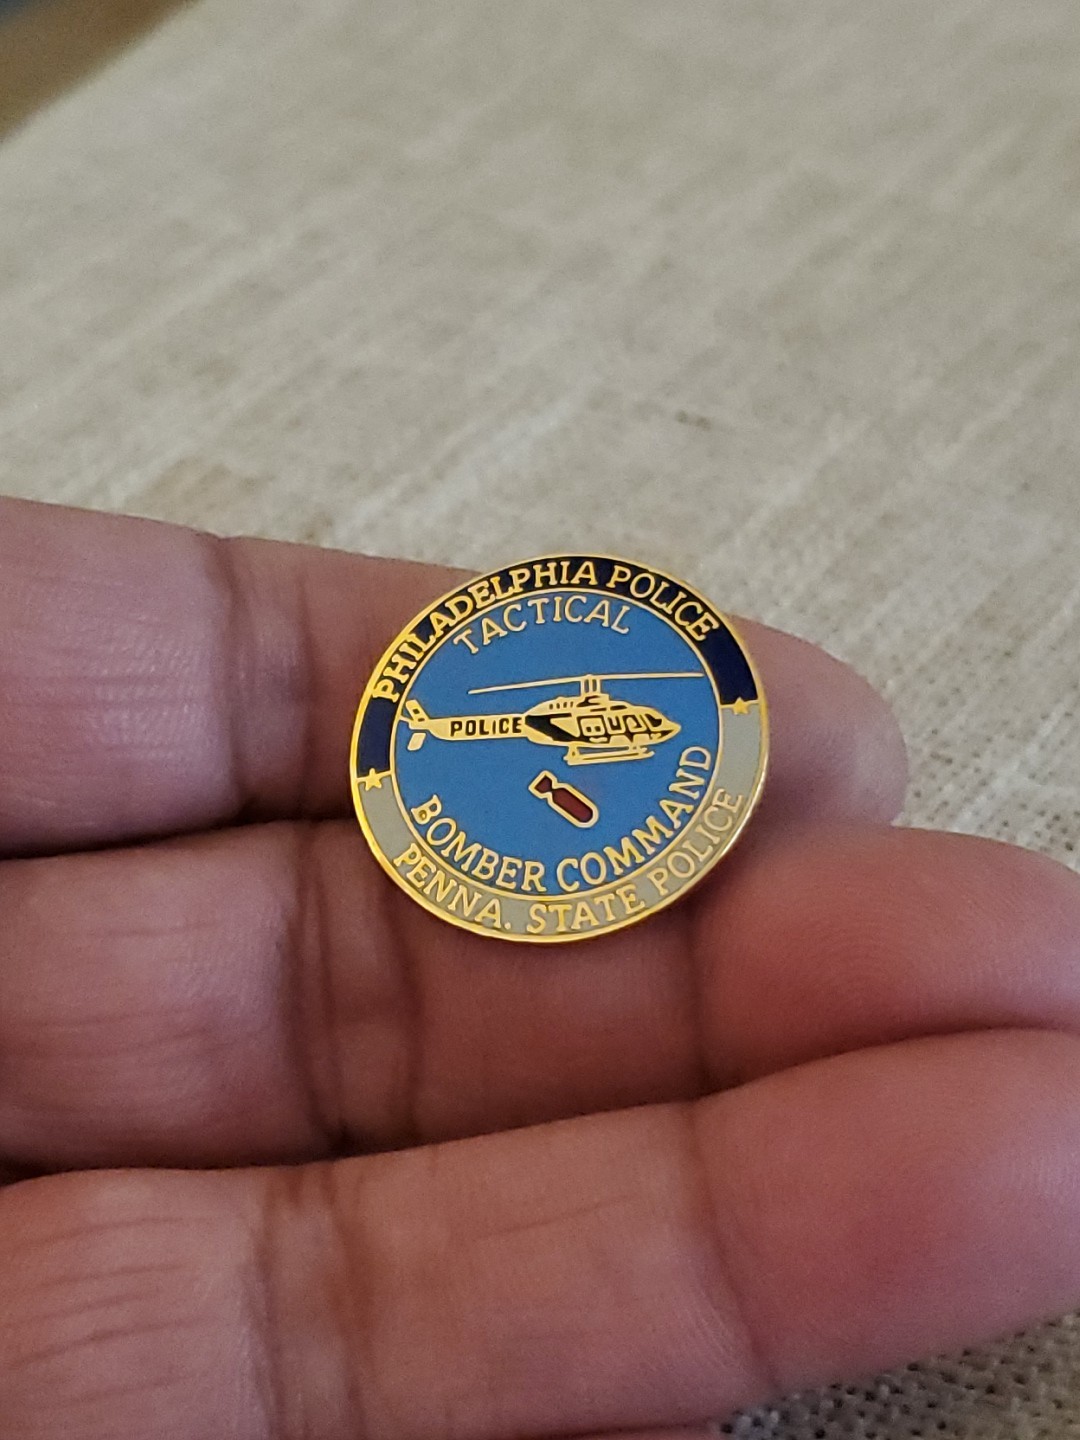 PHILADELPHIA POLICE
TACTICAL
POLICE
BOMBER COMMAND
PENNA. STATE POLICE